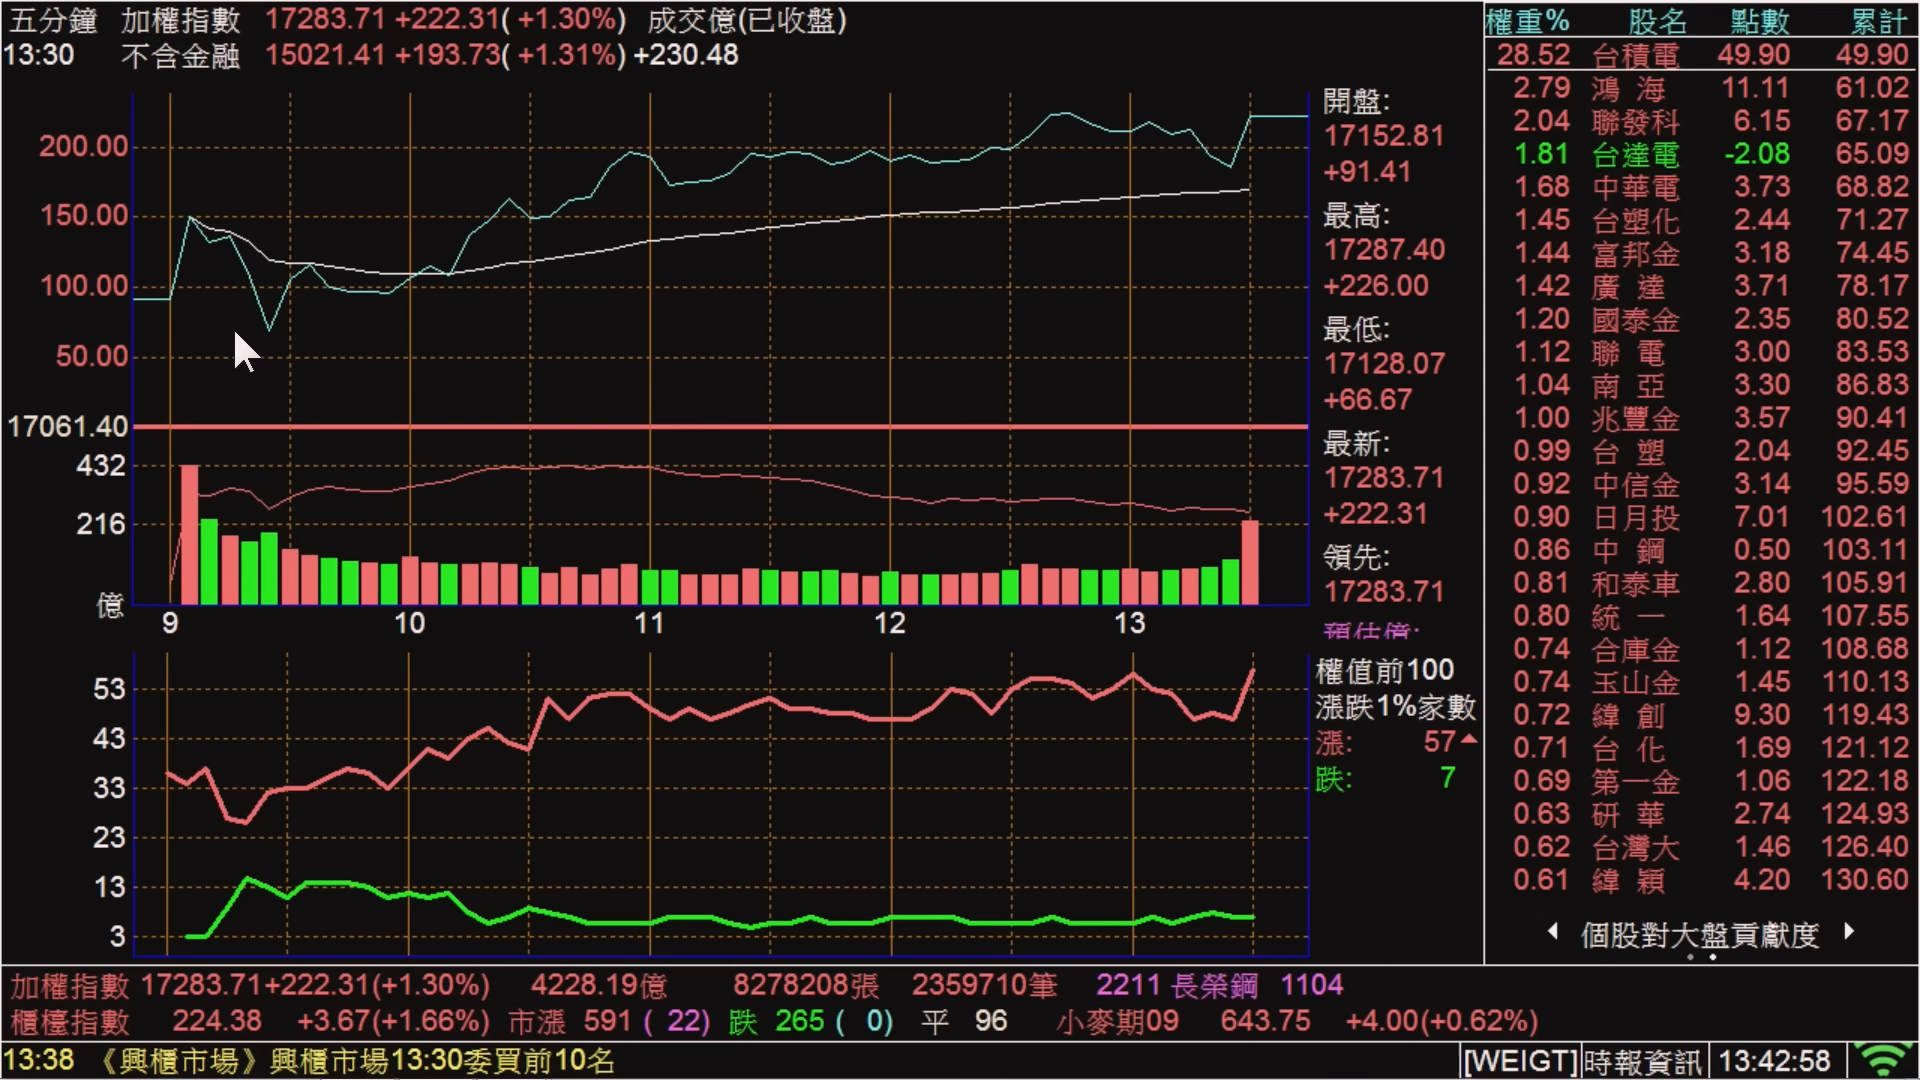 五分鐘 加權指數 17283.71 +222.31( +1.30%) 成交億(已收盤)
13:30 不含金融 15021.41 +193.73( +1.31%) +230.48
200.00
150.00
100.00
50.00
17061.40
432
216
億
9 10 11 12 13
開盤:
17152.81
+91.41
最高:
17287.40
+226.00
最低:
17128.07
+66.67
最新:
17283.71
+222.31
領先:
17283.71
預估億:
53
43
33
23
13
3
權值前100
漲跌1%家數
漲: 57
跌: 7
權重% 股名 點數 累計
28.52 台積電 49.90 49.90
2.79 鴻 海 11.11 61.02
2.04 聯發科 6.15 67.17
1.81 台達電 -2.08 65.09
1.68 中華電 3.73 68.82
1.45 台塑化 2.44 71.27
1.44 富邦金 3.18 74.45
1.42 廣 達 3.71 78.17
1.20 國泰金 2.35 80.52
1.12 聯 電 3.00 83.53
1.04 南 亞 3.30 86.83
1.00 兆豐金 3.57 90.41
0.99 台 塑 2.04 92.45
0.92 中信金 3.14 95.59
0.90 日月投 7.01 102.61
0.86 中 鋼 0.50 103.11
0.81 和泰車 2.80 105.91
0.80 統 一 1.64 107.55
0.74 合庫金 1.12 108.68
0.74 玉山金 1.45 110.13
0.72 緯 創 9.30 119.43
0.71 台 化 1.69 121.12
0.69 第一金 1.06 122.18
0.63 研 華 2.74 124.93
0.62 台灣大 1.46 126.40
0.61 緯 穎 4.20 130.60
個股對大盤貢獻度
加權指數 17283.71+222.31(+1.30%) 4228.19億 8278208張 2359710筆 2211 長榮鋼 1104
櫃檯指數 224.38 +3.67(+1.66%) 市漲 591 ( 22) 跌 265 ( 0) 平 96 小麥期09 643.75 +4.00(+0.62%)
13:38 《興櫃市場》興櫃市場13:30委買前10名 [WEIGT] 時報資訊 13:42:58